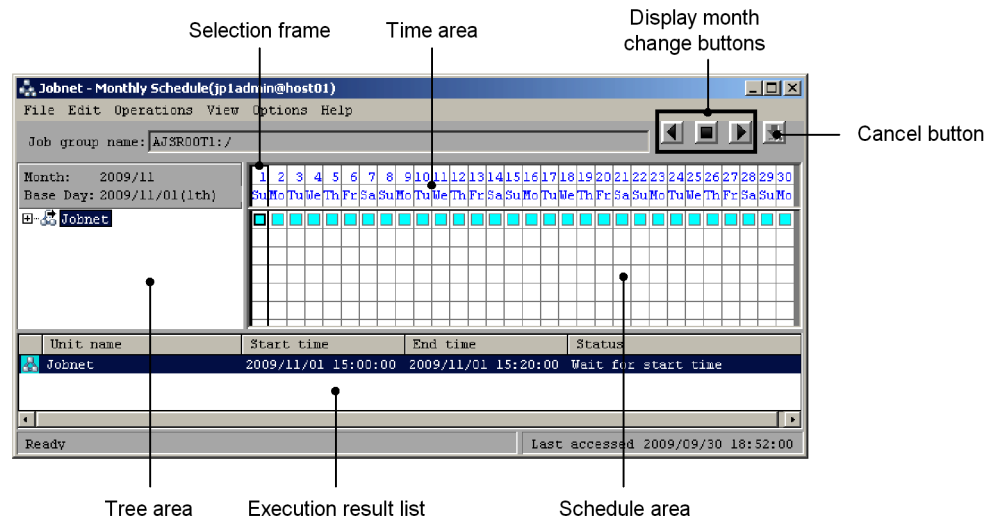 Selection frame
Time area
Display month
change buttons
Jobnet - Monthly Schedule(jp1admin@host01)
File Edit Operations View Options Help
Job group name: AJSROOT1:/
Cancel button
Month: 2009/11
Base Day: 2009/11/01(1th)
1 2 3 4 5 6 7 8 9 10 11 12 13 14 15 16 17 18 19 20 21 22 23 24 25 26 27 28 29 30
Su Mo Tu We Th Fr Sa Su Mo Tu We Th Fr Sa Su Mo Tu We Th Fr Sa Su Mo Tu We Th Fr Sa Su Mo
Jobnet
Unit name Start time End time Status
Jobnet 2009/11/01 15:00:00 2009/11/01 15:20:00 Wait for start time
Ready Last accessed 2009/09/30 18:52:00
Tree area
Execution result list
Schedule area